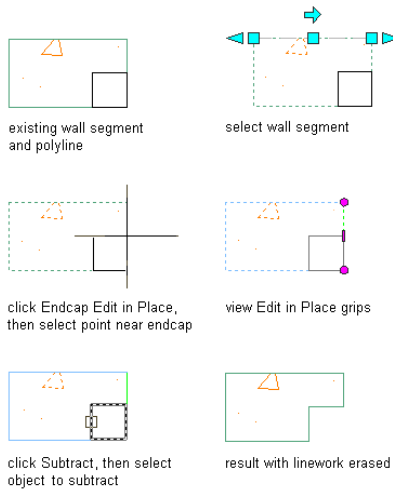 existing wall segment
and polyline
select wall segment
click Endcap Edit in Place,
then select point near endcap
view Edit in Place grips
click Subtract, then select
object to subtract
result with linework erased